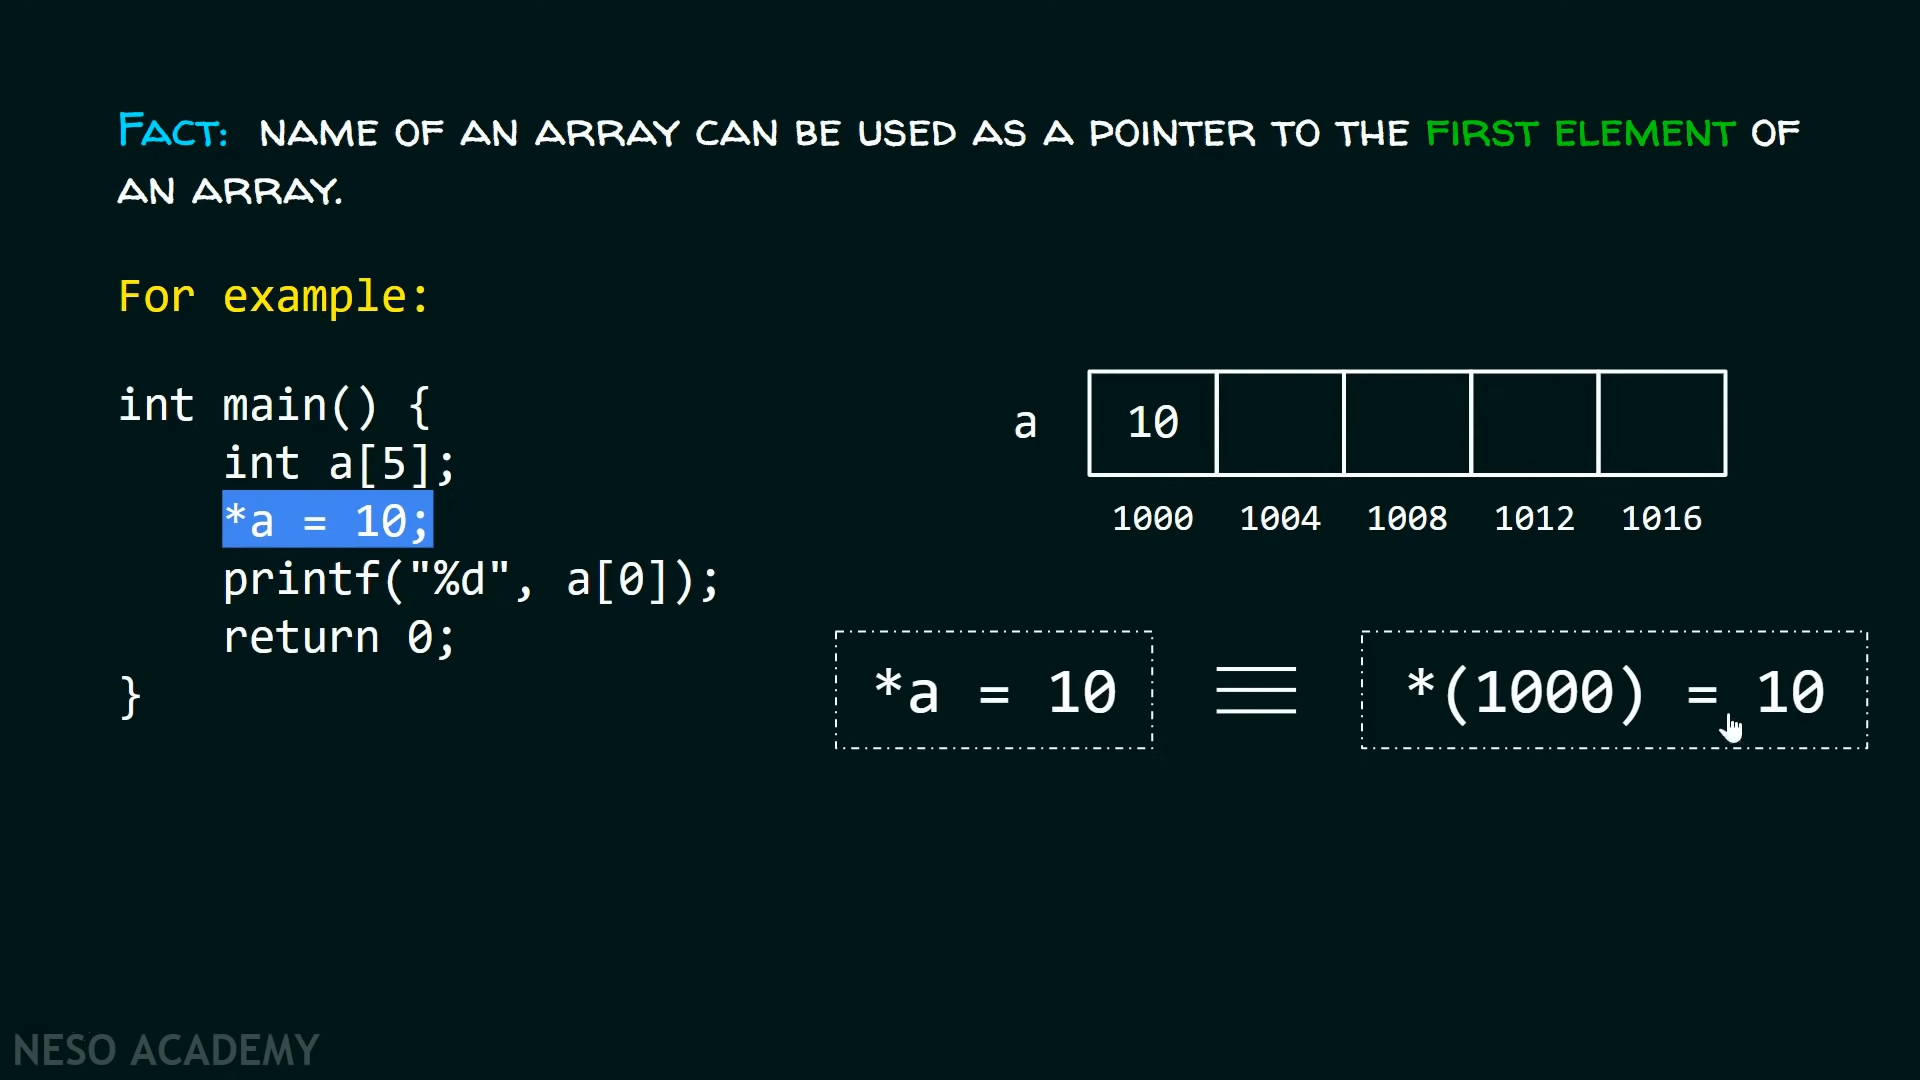 Fact: name of an array can be used as a pointer to the first element of
an array.
For example:
int main() {
    int a[5];
    *a = 10;
    printf("%d", a[0]);
    return 0;
}
a 10
1000 1004 1008 1012 1016
*a = 10 ≡ *(1000) = 10
NESO ACADEMY